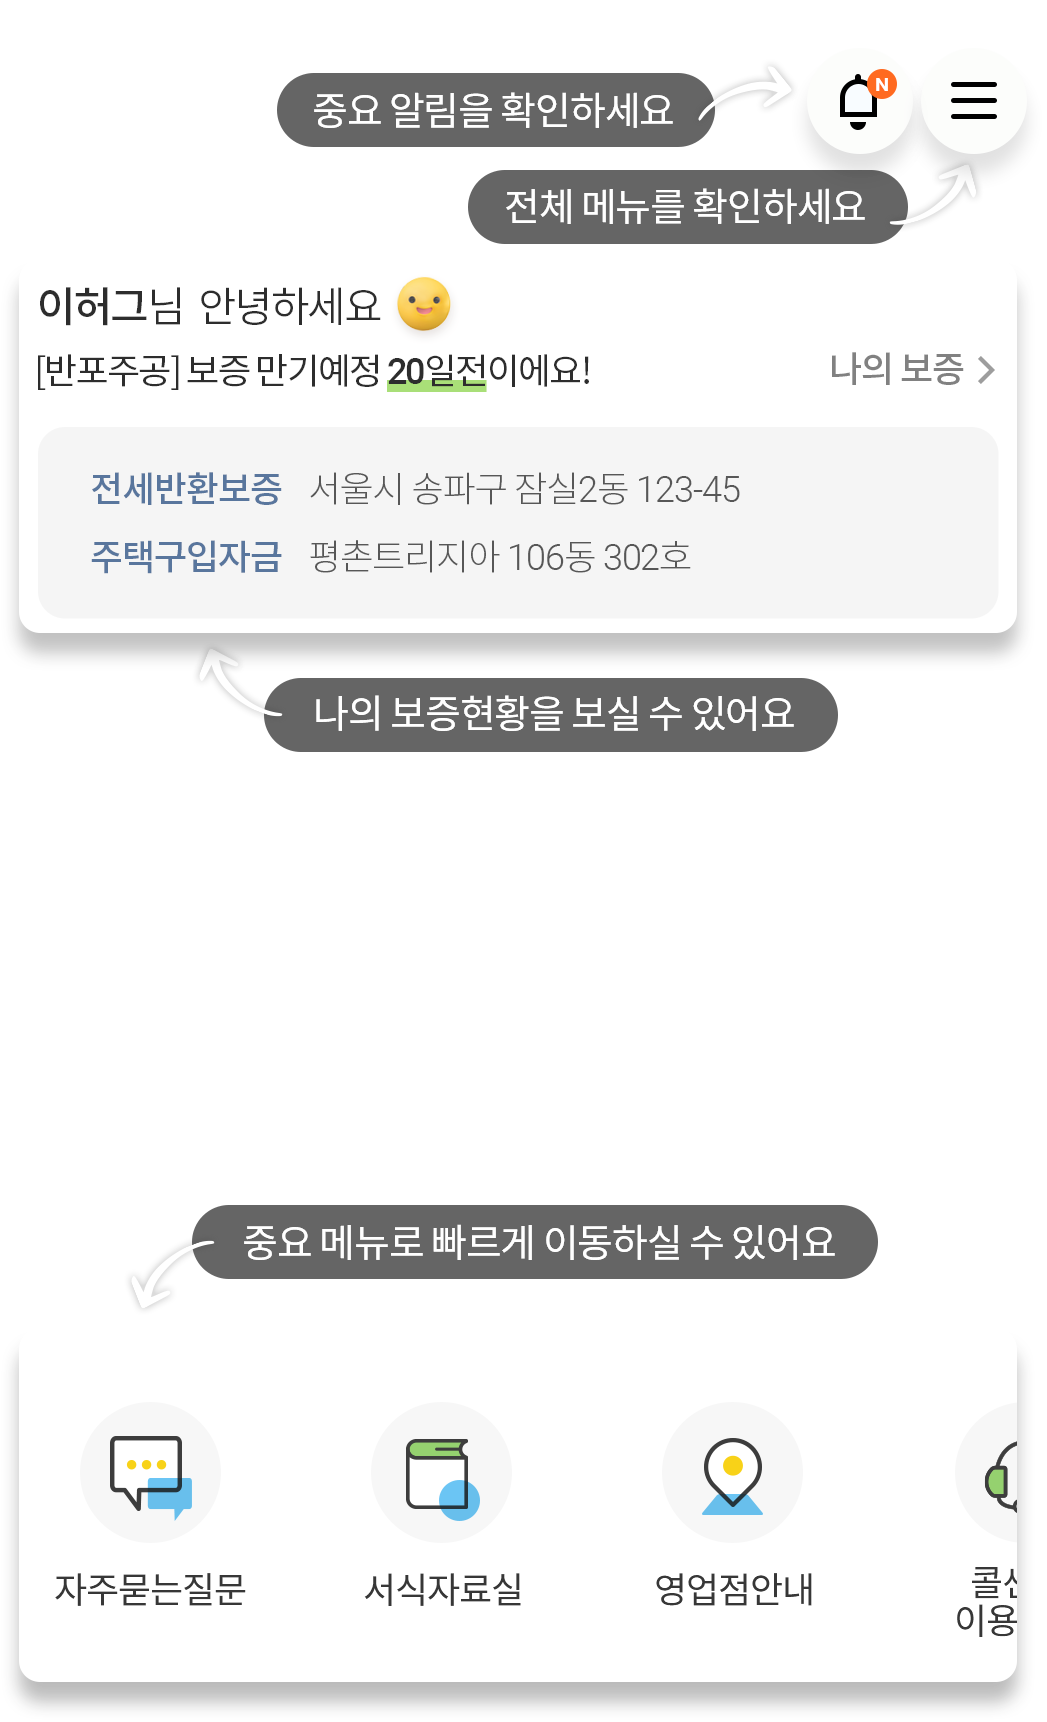 중요 알림을 확인하세요
N
전체 메뉴를 확인하세요
이허그님 안녕하세요
[반포주공] 보증 만기예정 20일전이에요!
나의 보증
전세반환보증 서울시 송파구 잠실2동 123-45
주택구입자금 평촌트리지아 106동 302호
나의 보증현황을 보실 수 있어요
중요 메뉴로 빠르게 이동하실 수 있어요
자주묻는질문
서식자료실
영업점안내
이용